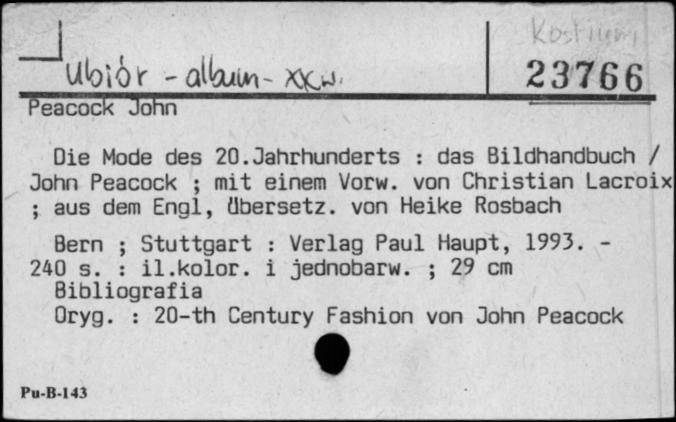 Kostium
Ubiór - album - XX w.
23766
Peacock John
Die Mode des 20.Jahrhunderts : das Bildhandbuch /
John Peacock ; mit einem Vorw. von Christian Lacroix
; aus dem Engl, Übersetz. von Heike Rosbach
Bern ; Stuttgart : Verlag Paul Haupt, 1993. -
240 s. : il.kolor. i jednobarw. ; 29 cm
Bibliografia
Oryg. : 20-th Century Fashion von John Peacock
Pu-B-143